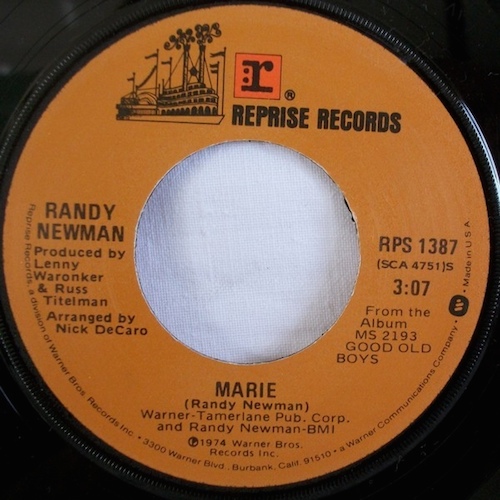 r ®
REPRISE RECORDS
RANDY
NEWMAN
Produced by
Lenny
Waronker
& Russ
Titelman
Arranged by
Nick DeCaro
RPS 1387
(SCA 4751)S
3:07
From the
Album
MS 2193
GOOD OLD
BOYS
MARIE
(Randy Newman)
Warner-Tamerlane Pub. Corp.
and Randy Newman-BMI
℗1974 Warner Bros.
Records Inc.
Reprise Records, a division of Warner Bros. Records Inc. • 3300 Warner Blvd., Burbank, Calif. 91510 • a Warner Communications Company • Made in U.S.A.